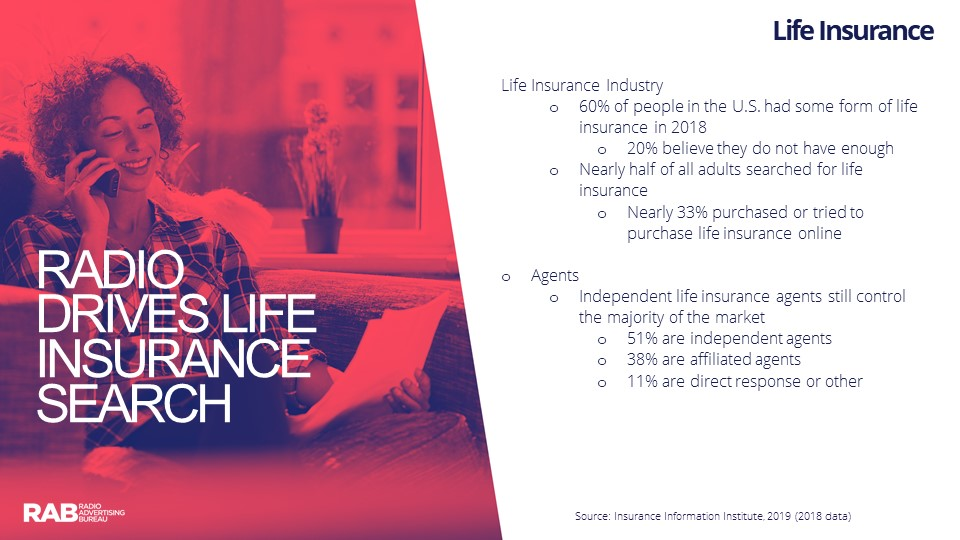 Life Insurance
Life Insurance Industry
o 60% of people in the U.S. had some form of life
insurance in 2018
o 20% believe they do not have enough
o Nearly half of all adults searched for life
insurance
o Nearly 33% purchased or tried to
purchase life insurance online
o Agents
o Independent life insurance agents still control
the majority of the market
o 51% are independent agents
o 38% are affiliated agents
o 11% are direct response or other
RADIO
DRIVES LIFE
INSURANCE
SEARCH
RAB RADIO
ADVERTISING
BUREAU
Source: Insurance Information Institute, 2019 (2018 data)